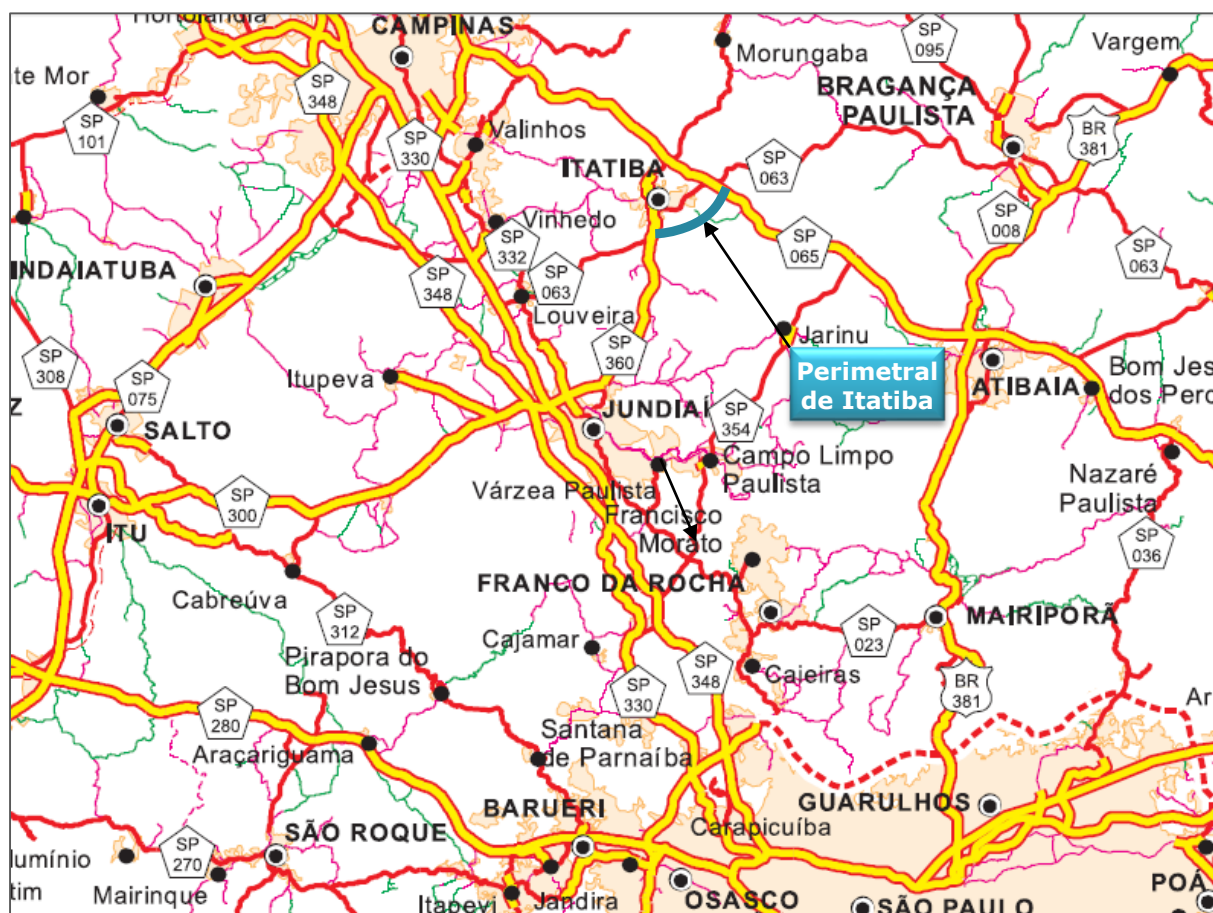 Hortolândia
CAMPINAS
SP
095
Vargem
Morungaba
te Mor
SP
348
BRAGANÇA
PAULISTA
SP
101
SP
330
Valinhos
BR
381
ITATIBA
SP
063
Vinhedo
SP
332
SP
008
SP
065
SP
063
INDAIATUBA
SP
348
SP
063
Louveira
Jarinu
SP
360
SP
308
Itupeva
Perimetral
de Itatiba
ATIBAIA
Bom Jes
dos Perd
SP
075
Z
SALTO
JUNDIAÍ
SP
354
Campo Limpo
Paulista
Nazaré
Paulista
Várzea Paulista
SP
300
ITU
Francisco
Morato
SP
036
FRANCO DA ROCHA
Cabreúva
SP
312
Cajamar
SP
023
MAIRIPORÃ
Pirapora do
Bom Jesus
Caieiras
SP
348
SP
330
BR
381
Ar
SP
280
Araçariguama
Santana
de Parnaíba
BARUERI
GUARULHOS
SÃO ROQUE
Carapicuíba
lumínio
tim
SP
270
Mairinque
Itapevi
Jandira
OSASCO
SÃO PAULO
POÁ